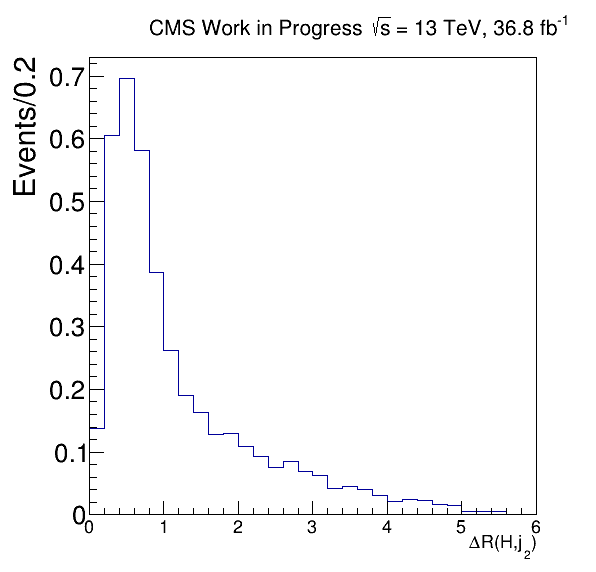 CMS Work in Progress √s = 13 TeV, 36.8 fb⁻¹
Events/0.2
0.7
0.6
0.5
0.4
0.3
0.2
0.1
0
0 1 2 3 4 5 6
ΔR(H,j₂)